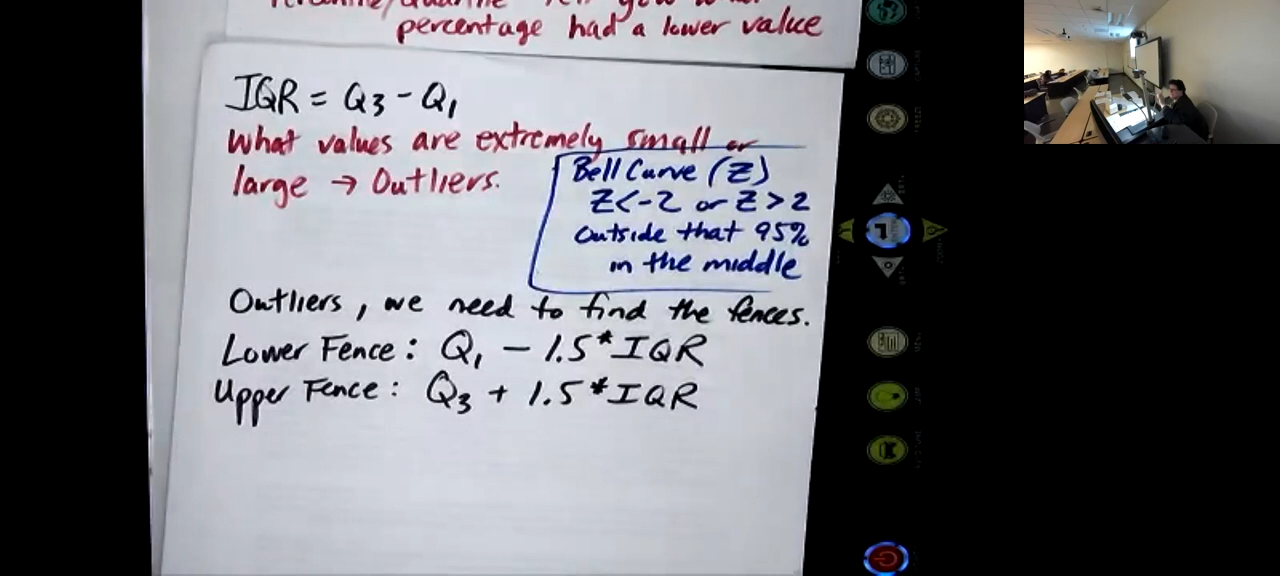 percentage had a lower value
IQR = Q3 - Q1
What values are extremely small or
large → Outliers.
Bell Curve (Z)
Z<-2 or Z>2
outside that 95%
in the middle
Outliers, we need to find the fences.
Lower Fence: Q1 - 1.5*IQR
Upper Fence: Q3 + 1.5*IQR